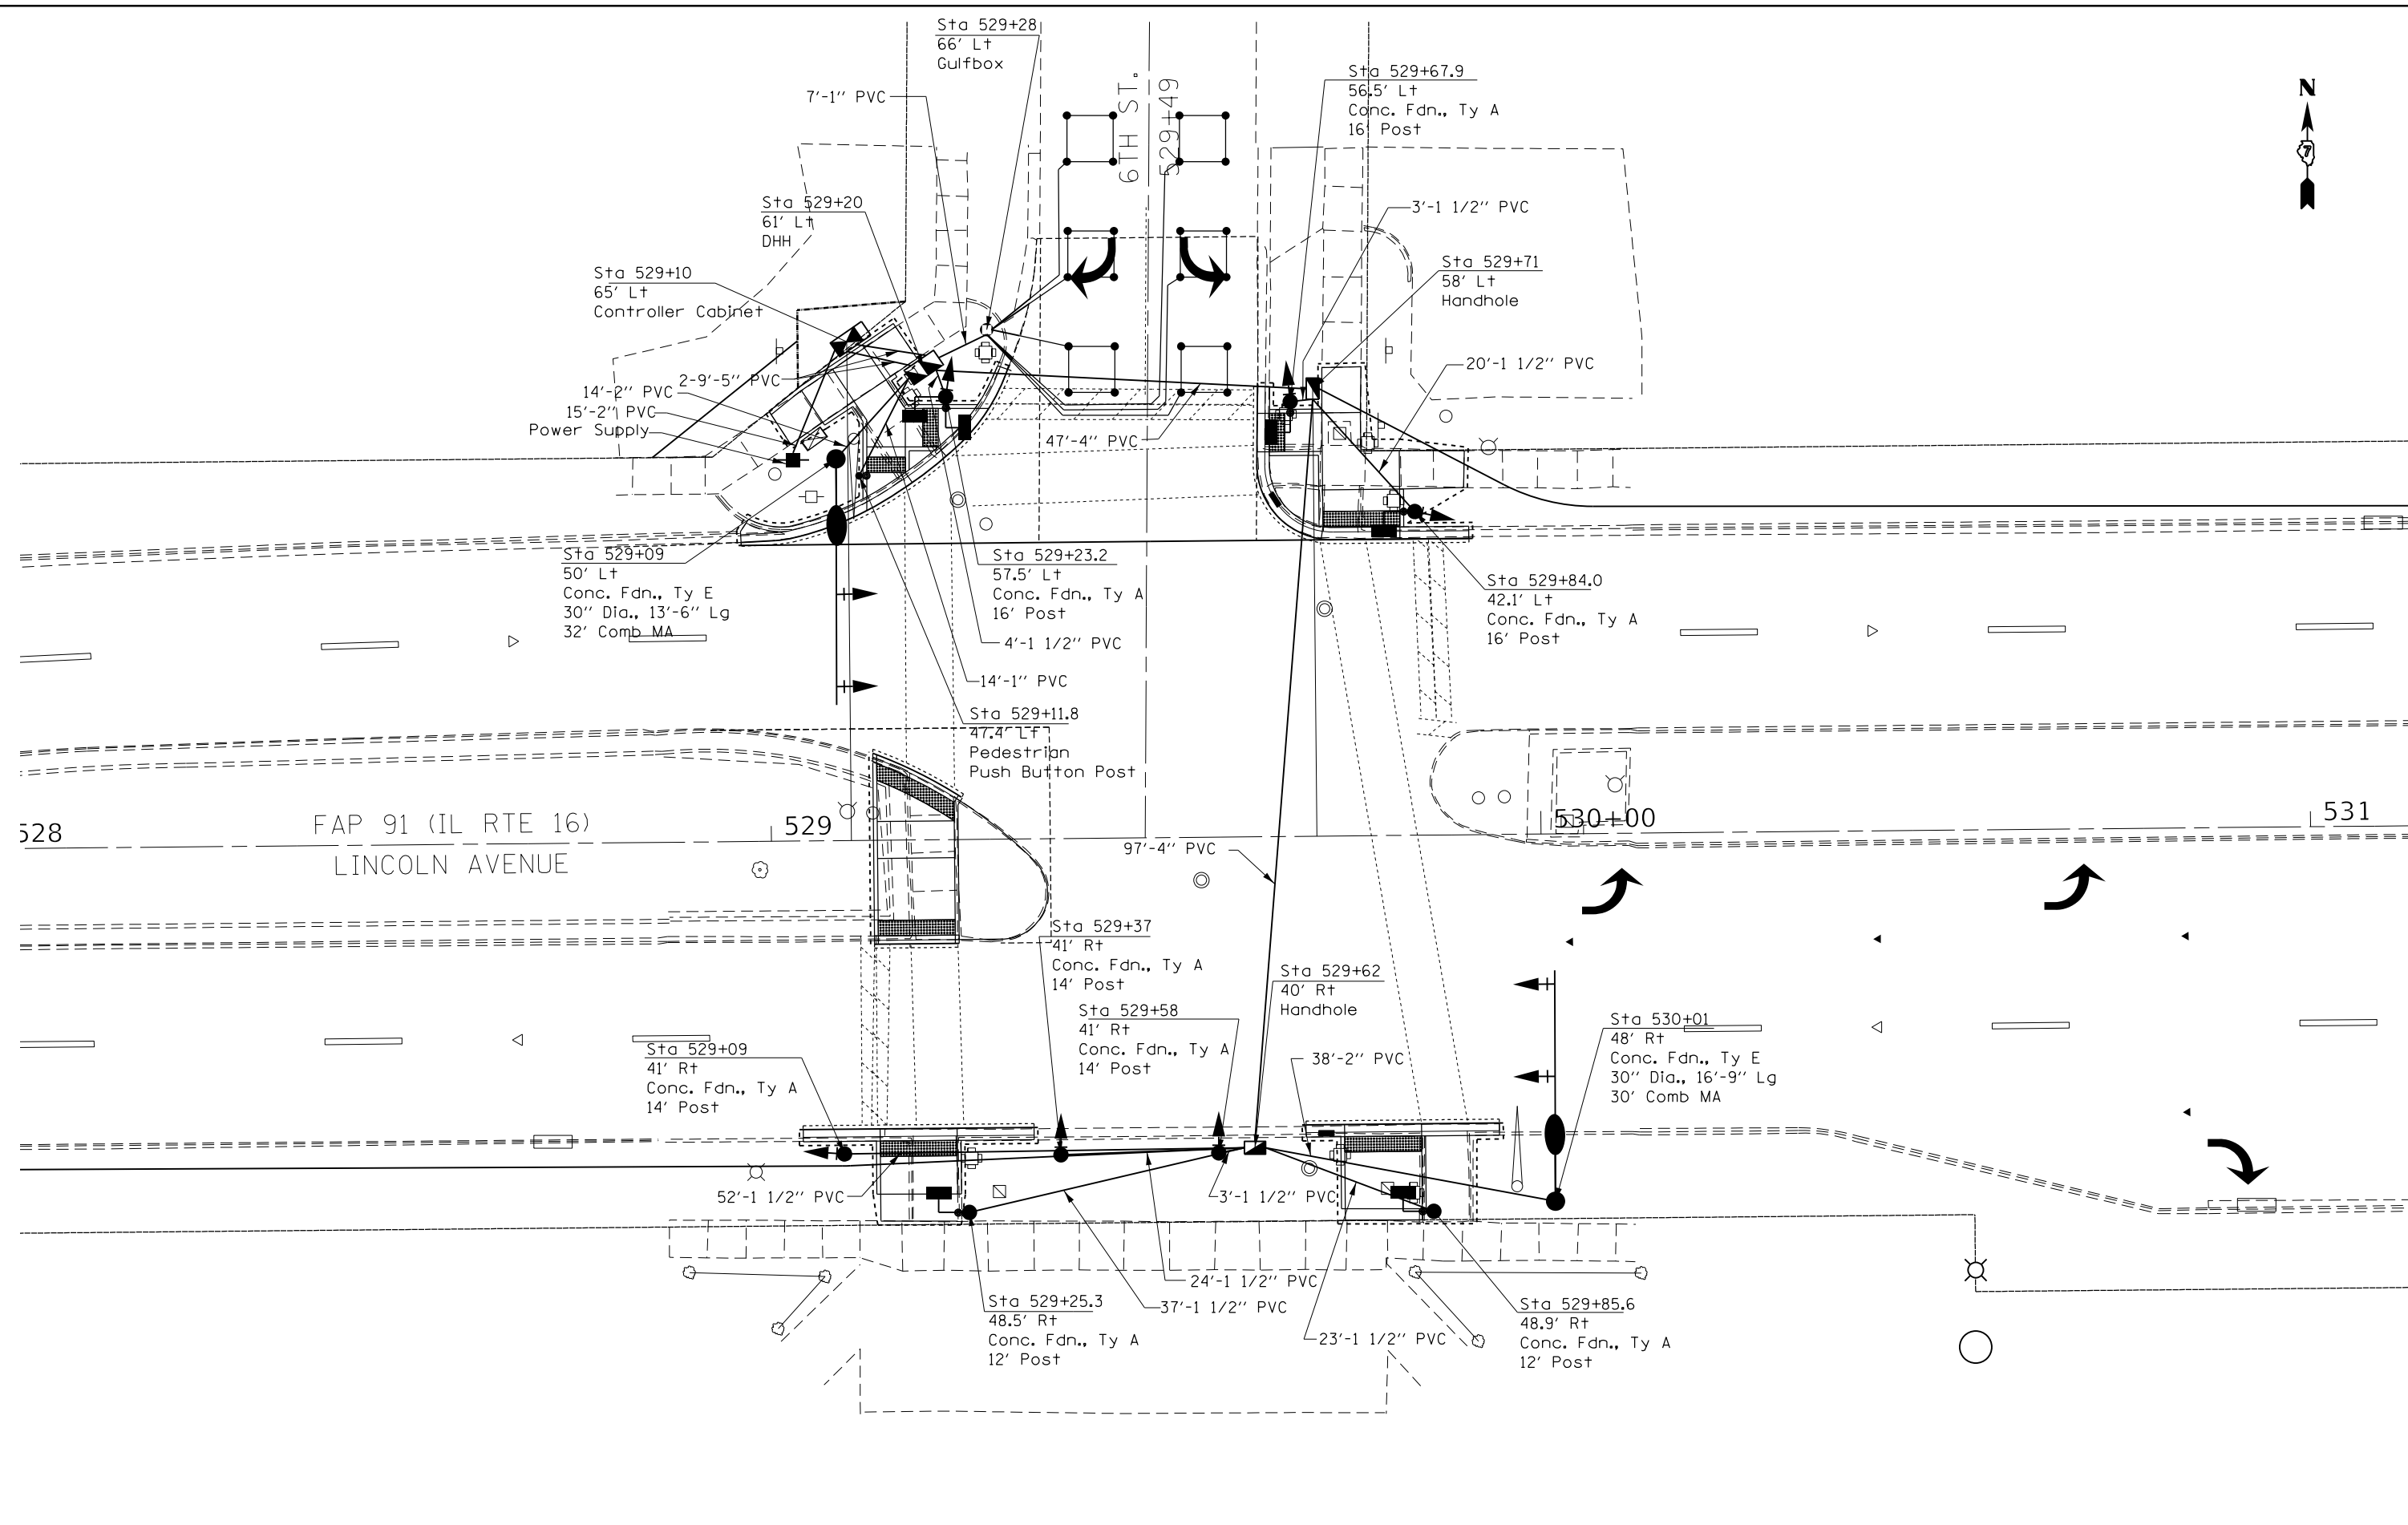 Sta 529+28
66' Lt
Gulfbox
7'-1" PVC
6TH ST.
529+49
Sta 529+67.9
56.5' Lt
Conc. Fdn., Ty A
16' Post
N
7
Sta 529+20
61' Lt
DHH
3'-1 1/2" PVC
Sta 529+10
65' Lt
Controller Cabinet
Sta 529+71
58' Lt
Handhole
2-9'-5" PVC
14'-2" PVC
15'-2" PVC
Power Supply
20'-1 1/2" PVC
47'-4" PVC
Sta 529+09
50' Lt
Conc. Fdn., Ty E
30" Dia., 13'-6" Lg
32' Comb MA
Sta 529+23.2
57.5' Lt
Conc. Fdn., Ty A
16' Post
4'-1 1/2" PVC
14'-1" PVC
Sta 529+84.0
42.1' Lt
Conc. Fdn., Ty A
16' Post
Sta 529+11.8
47.4' Lt
Pedestrian
Push Button Post
528
FAP 91 (IL RTE 16)
LINCOLN AVENUE
529
530+00
531
97'-4" PVC
Sta 529+37
41' Rt
Conc. Fdn., Ty A
14' Post
Sta 529+62
40' Rt
Handhole
Sta 529+58
41' Rt
Conc. Fdn., Ty A
14' Post
38'-2" PVC
Sta 530+01
48' Rt
Conc. Fdn., Ty E
30" Dia., 16'-9" Lg
30' Comb MA
Sta 529+09
41' Rt
Conc. Fdn., Ty A
14' Post
52'-1 1/2" PVC
3'-1 1/2" PVC
24'-1 1/2" PVC
37'-1 1/2" PVC
23'-1 1/2" PVC
Sta 529+25.3
48.5' Rt
Conc. Fdn., Ty A
12' Post
Sta 529+85.6
48.9' Rt
Conc. Fdn., Ty A
12' Post